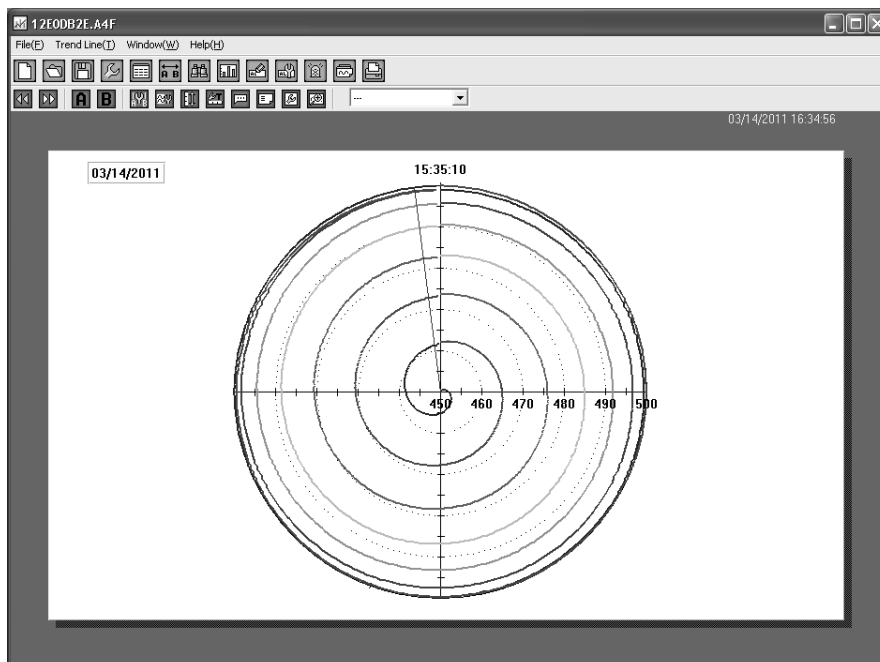 12E0DB2E.A4F
File(F) Trend Line(T) Window(W) Help(H)
A B
A B
---
03/14/2011 16:34:56
03/14/2011
15:35:10
450 460 470 480 490 500